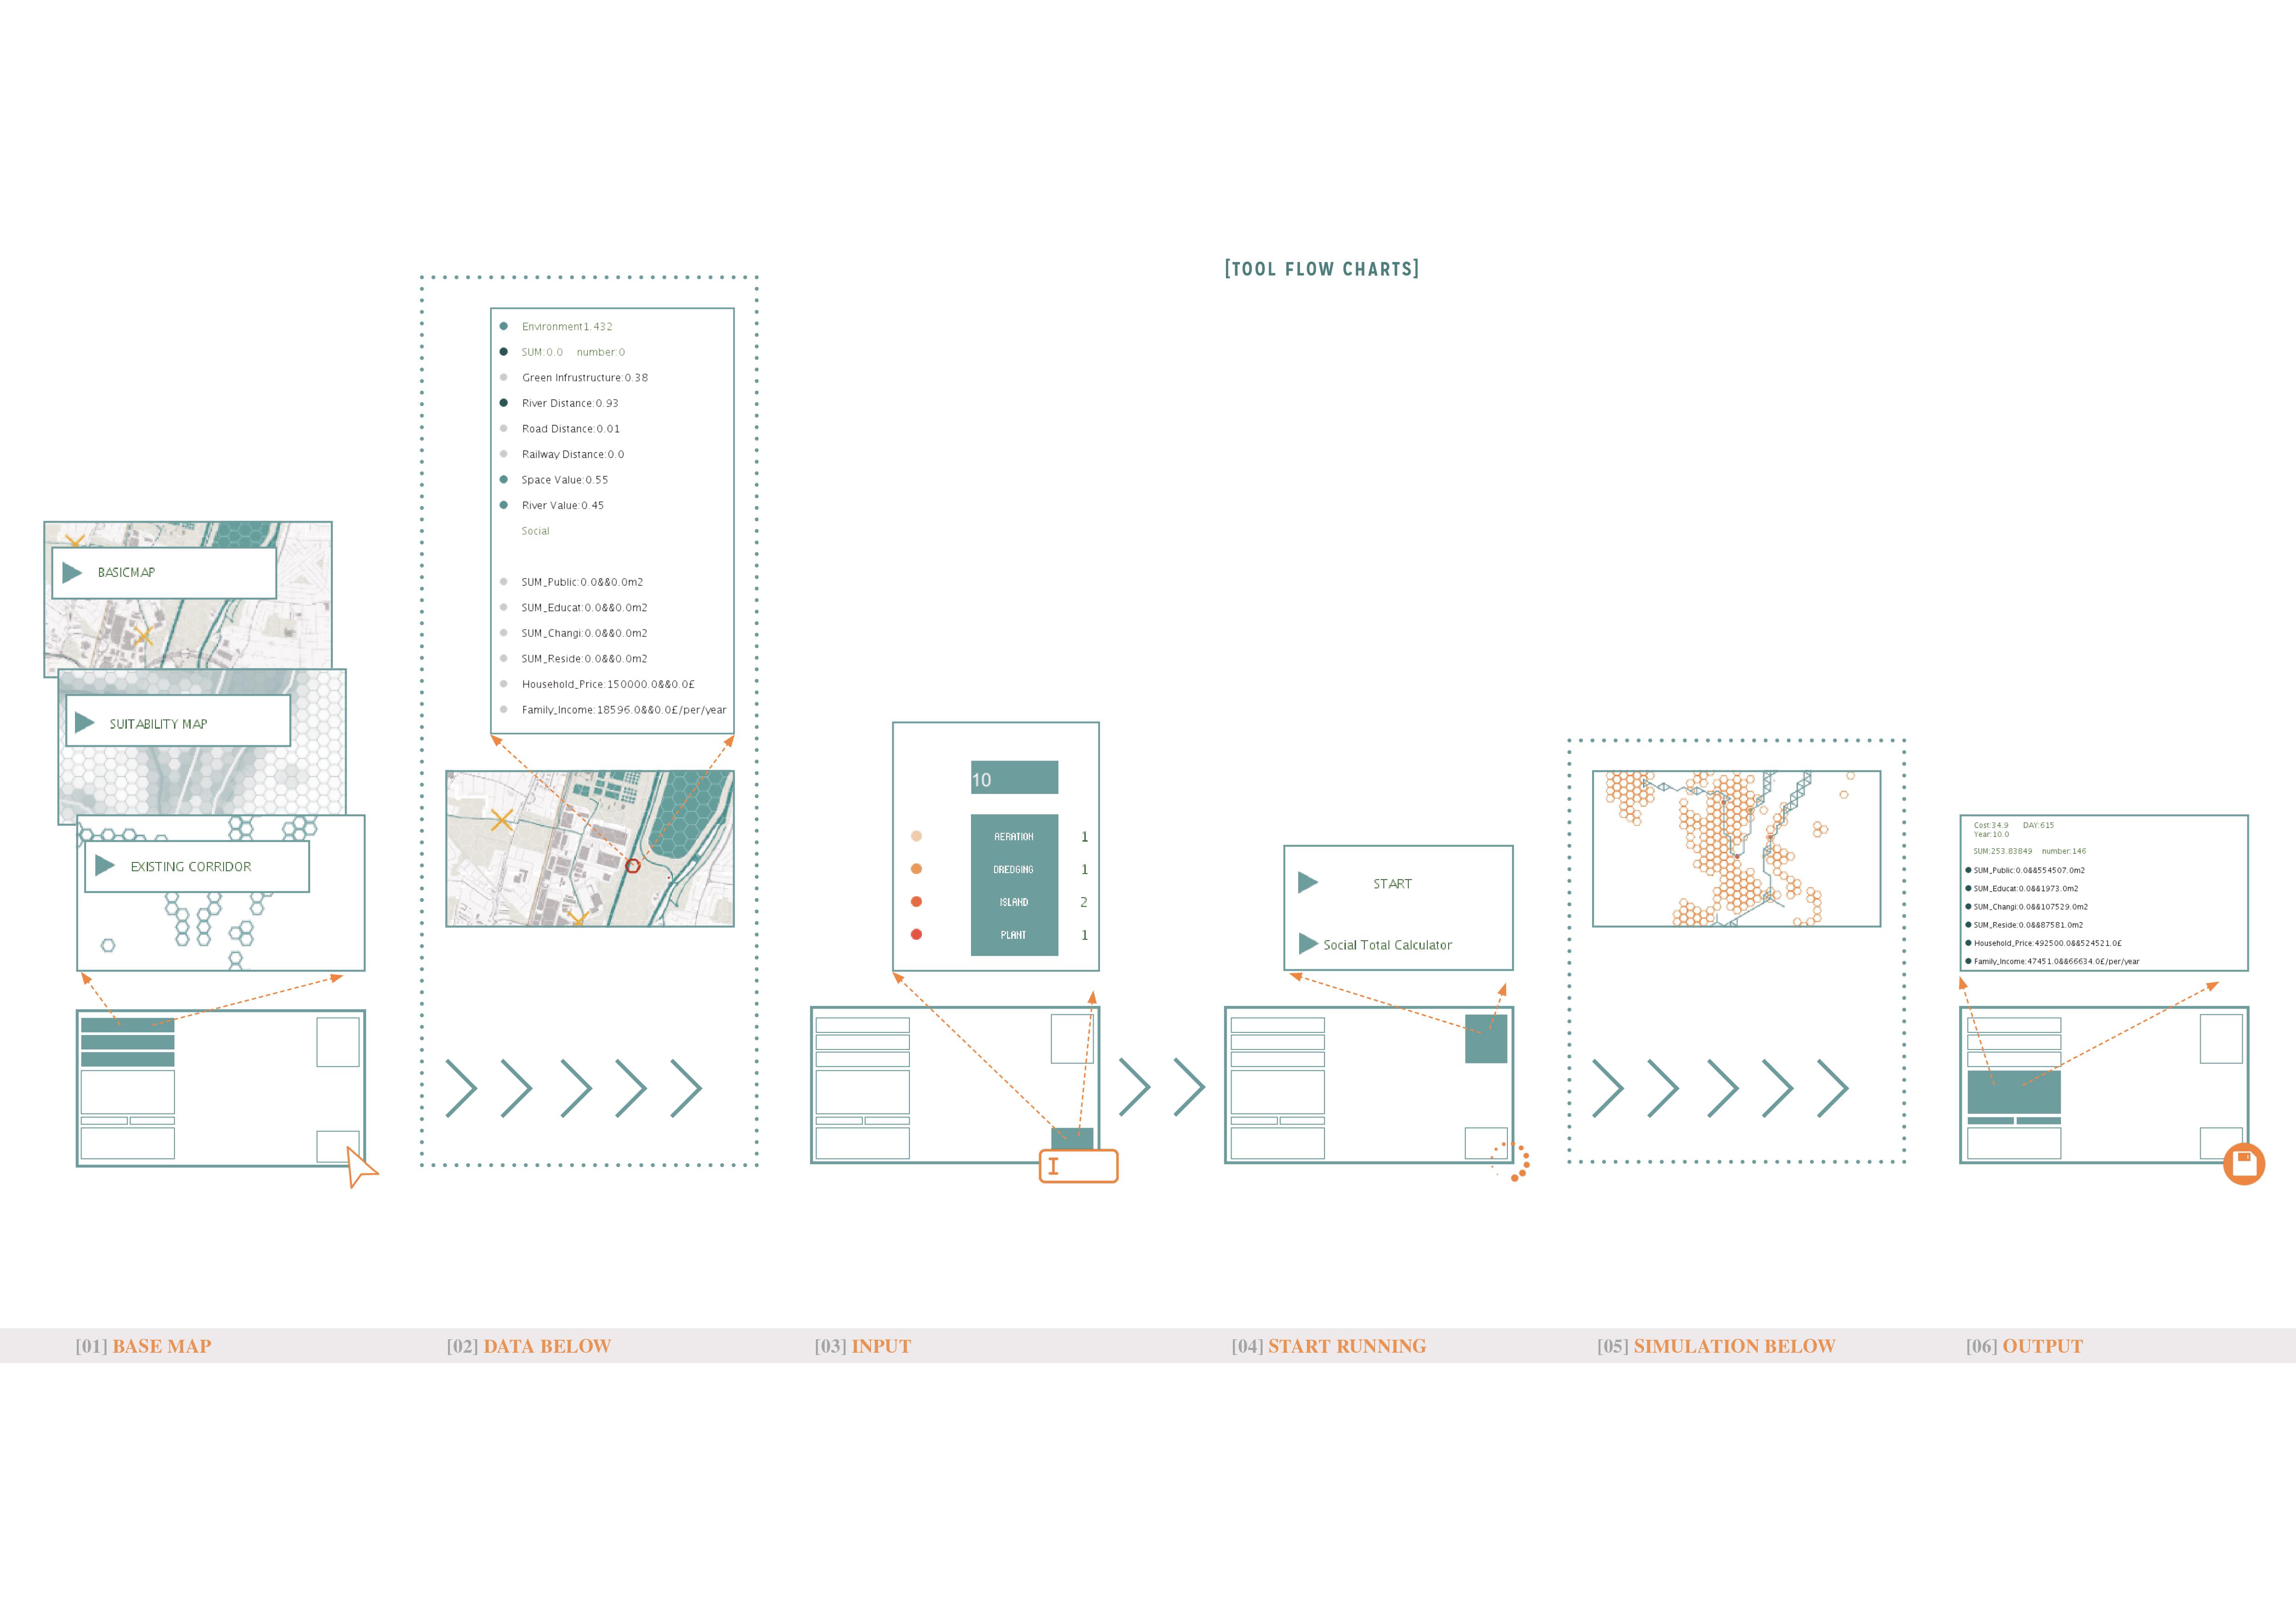 [TOOL FLOW CHARTS]
BASICMAP
SUITABILITY MAP
EXISTING CORRIDOR
Environment1.432
SUM:0.0 number:0
Green Infrustructure:0.38
River Distance:0.93
Road Distance:0.01
Railway Distance:0.0
Space Value:0.55
River Value:0.45
Social
SUM_Public:0.0&&0.0m2
SUM_Educat:0.0&&0.0m2
SUM_Changi:0.0&&0.0m2
SUM_Reside:0.0&&0.0m2
Household_Price:150000.0&&0.0£
Family_Income:18596.0&&0.0£/per/year
10
AERATION 1
DREDGING 1
ISLAND 2
PLANT 1
START
Social Total Calculator
Cost:34.9 DAY:615
Year:10.0
SUM:253.83849 number:146
SUM_Public:0.0&&554507.0m2
SUM_Educat:0.0&&1973.0m2
SUM_Changi:0.0&&107529.0m2
SUM_Reside:0.0&&87581.0m2
Household_Price:492500.0&&524521.0£
Family_Income:47451.0&&66634.0£/per/year
[01] BASE MAP
[02] DATA BELOW
[03] INPUT
[04] START RUNNING
[05] SIMULATION BELOW
[06] OUTPUT